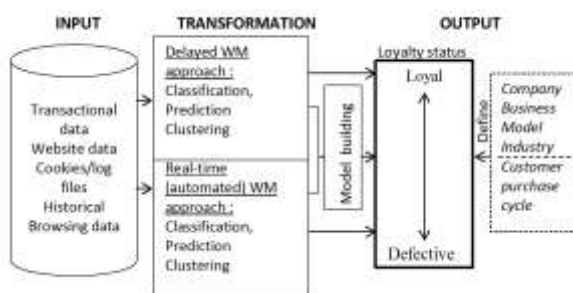 INPUT
TRANSFORMATION
OUTPUT
Transactional
data
Website data
Cookies/log
files
Historical
Browsing data
Delayed WM
approach :
Classification,
Prediction
Clustering
Real-time
(automated) WM
approach :
Classification,
Prediction
Clustering
Model building
Loyalty status
Loyal
Defective
Define
Company
Business
Model
Industry
Customer
purchase
cycle